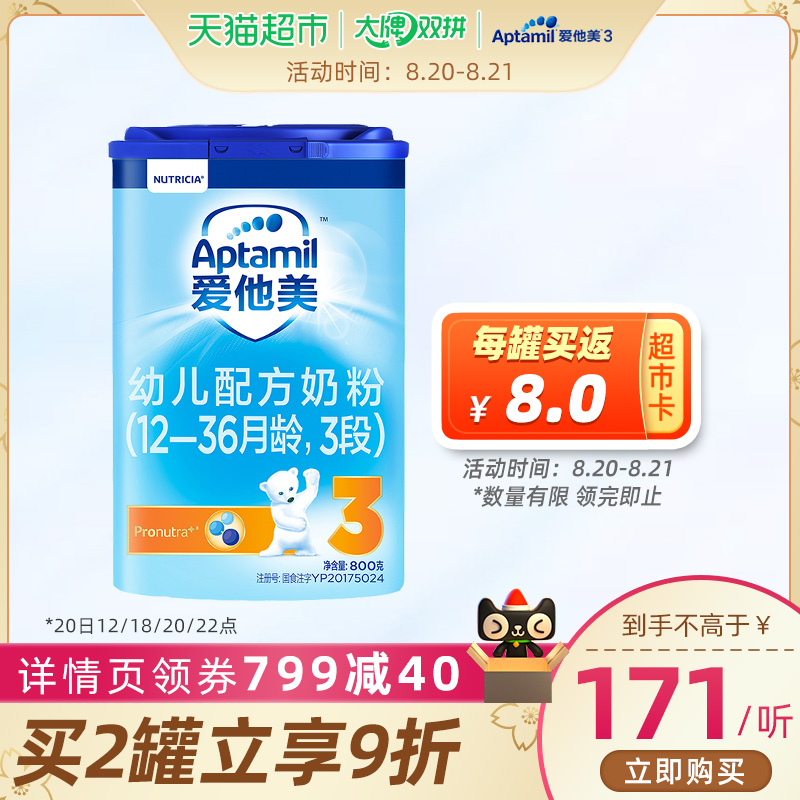 天猫超市 大牌双拼 Aptamil 爱他美 3
活动时间：8.20-8.21
NUTRICIA
Aptamil ™
爱他美
幼儿配方奶粉
(12—36月龄, 3段)
3
Pronutra+*
净含量: 800克
注册号: 国食注字YP20175024
每罐买返
¥ 8.0
超市卡
活动时间：8.20-8.21
*数量有限 领完即止
*20日12/18/20/22点
详情页领券799减40
买2罐立享9折
到手不高于¥
171/听
立即购买